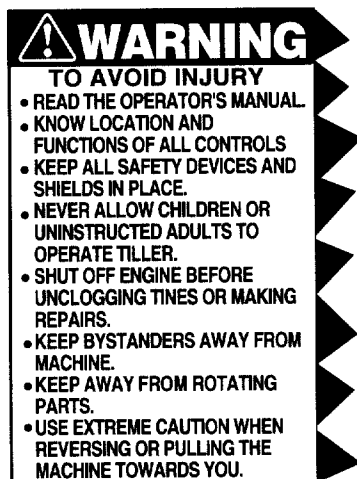 WARNING
TO AVOID INJURY
• READ THE OPERATOR'S MANUAL.
• KNOW LOCATION AND
FUNCTIONS OF ALL CONTROLS
• KEEP ALL SAFETY DEVICES AND
SHIELDS IN PLACE.
• NEVER ALLOW CHILDREN OR
UNINSTRUCTED ADULTS TO
OPERATE TILLER.
• SHUT OFF ENGINE BEFORE
UNCLOGGING TINES OR MAKING
REPAIRS.
• KEEP BYSTANDERS AWAY FROM
MACHINE.
• KEEP AWAY FROM ROTATING
PARTS.
• USE EXTREME CAUTION WHEN
REVERSING OR PULLING THE
MACHINE TOWARDS YOU.